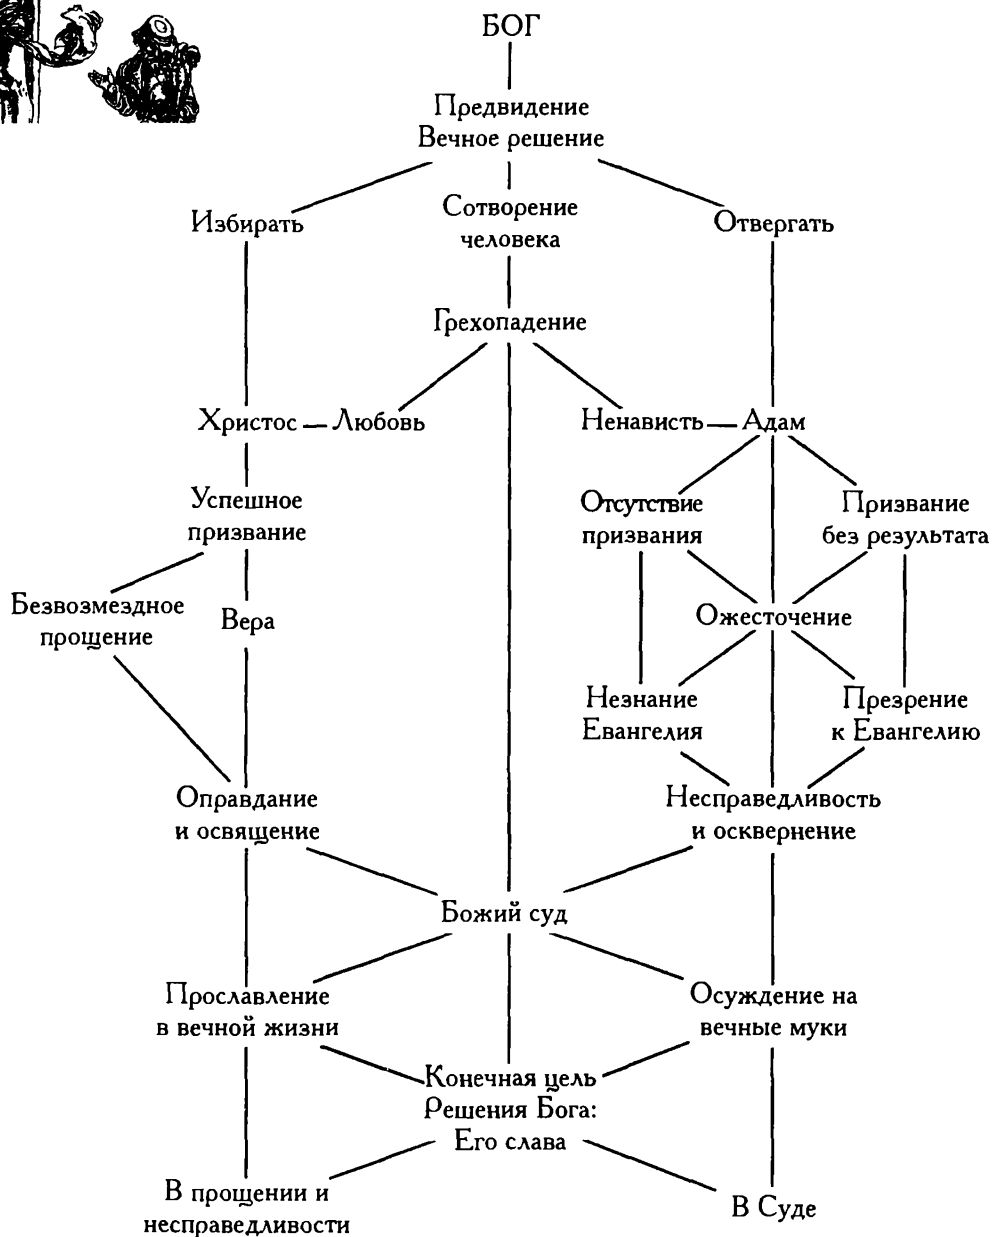 БОГ
Предвидение
Вечное решение
Избирать
Сотворение
человека
Отвергать
Грехопадение
Христос – Любовь
Ненависть – Адам
Успешное
призвание
Отсутствие
призвания
Призвание
без результата
Безвозмездное
прощение
Вера
Ожесточение
Незнание
Евангелия
Презрение
к Евангелию
Оправдание
и освящение
Несправедливость
и осквернение
Божий суд
Прославление
в вечной жизни
Осуждение на
вечные муки
Конечная цель
Решения Бога:
Его слава
В прощении и
несправедливости
В Суде